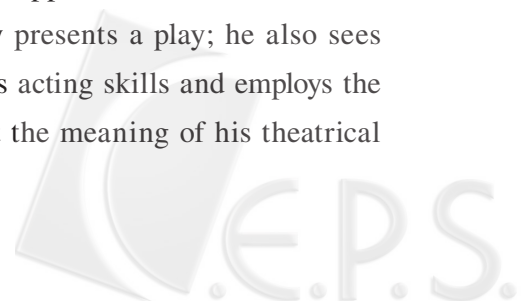 presents a play; he also sees
acting skills and employs the
the meaning of his theatrical
C.E.P.S.